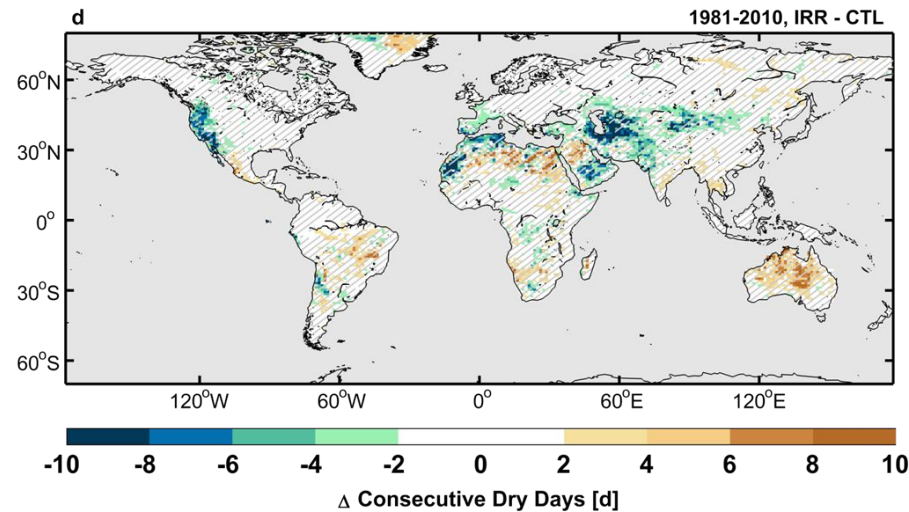 d 1981-2010, IRR - CTL
60°N
30°N
0°
30°S
60°S
120°W 60°W 0° 60°E 120°E
-10 -8 -6 -4 -2 0 2 4 6 8 10
Δ Consecutive Dry Days [d]